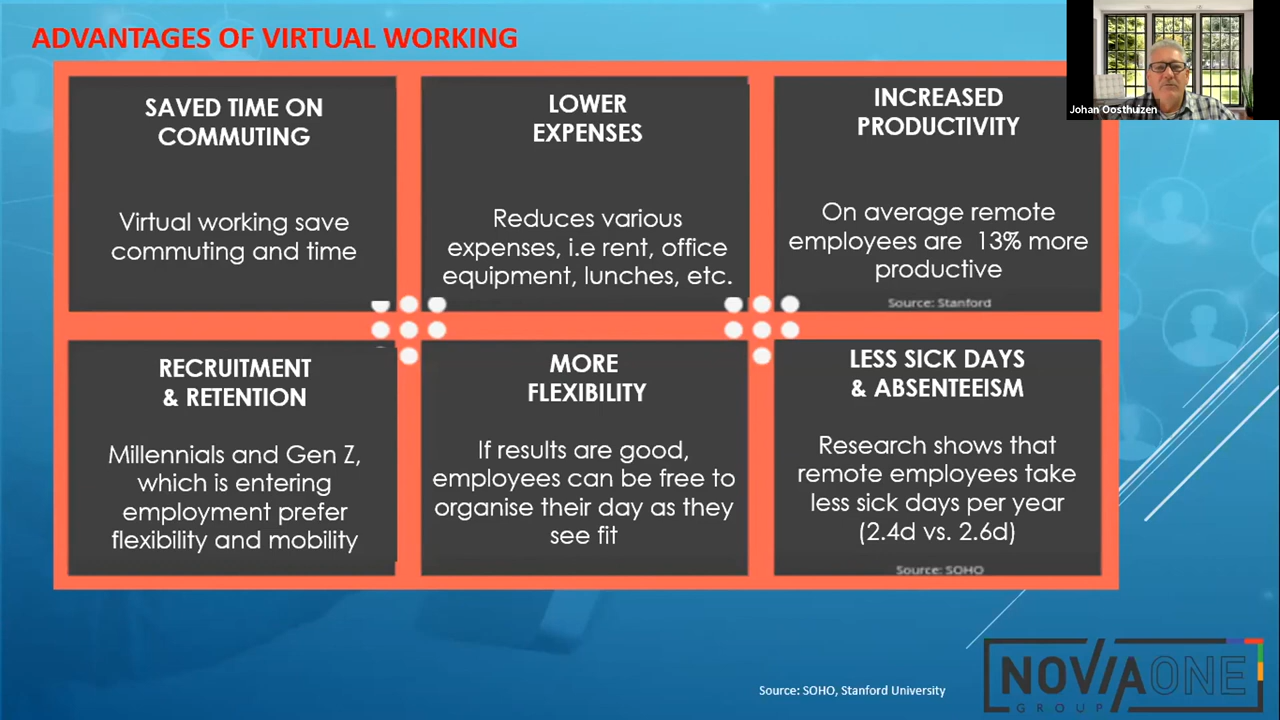 ADVANTAGES OF VIRTUAL WORKING
Johan Oosthuizen
SAVED TIME ON
COMMUTING
Virtual working save
commuting and time
LOWER
EXPENSES
Reduces various
expenses, i.e rent, office
equipment, lunches, etc.
INCREASED
PRODUCTIVITY
On average remote
employees are 13% more
productive
Source: Stanford
RECRUITMENT
& RETENTION
Millennials and Gen Z,
which is entering
employment prefer
flexibility and mobility
MORE
FLEXIBILITY
If results are good,
employees can be free to
organise their day as they
see fit
LESS SICK DAYS
& ABSENTEEISM
Research shows that
remote employees take
less sick days per year
(2.4d vs. 2.6d)
Source: SOHO
Source: SOHO, Stanford University
NOVIAONE
GROUP